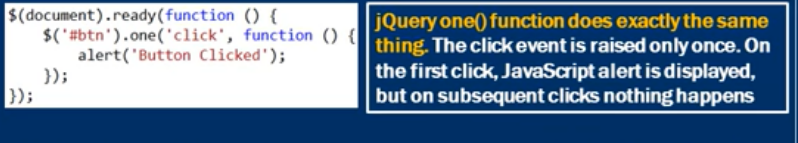 $(document).ready(function () {
$('#btn').one('click', function () {
alert('Button Clicked');
});
});
jQuery one() function does exactly the same
thing. The click event is raised only once. On
the first click, JavaScript alert is displayed,
but on subsequent clicks nothing happens